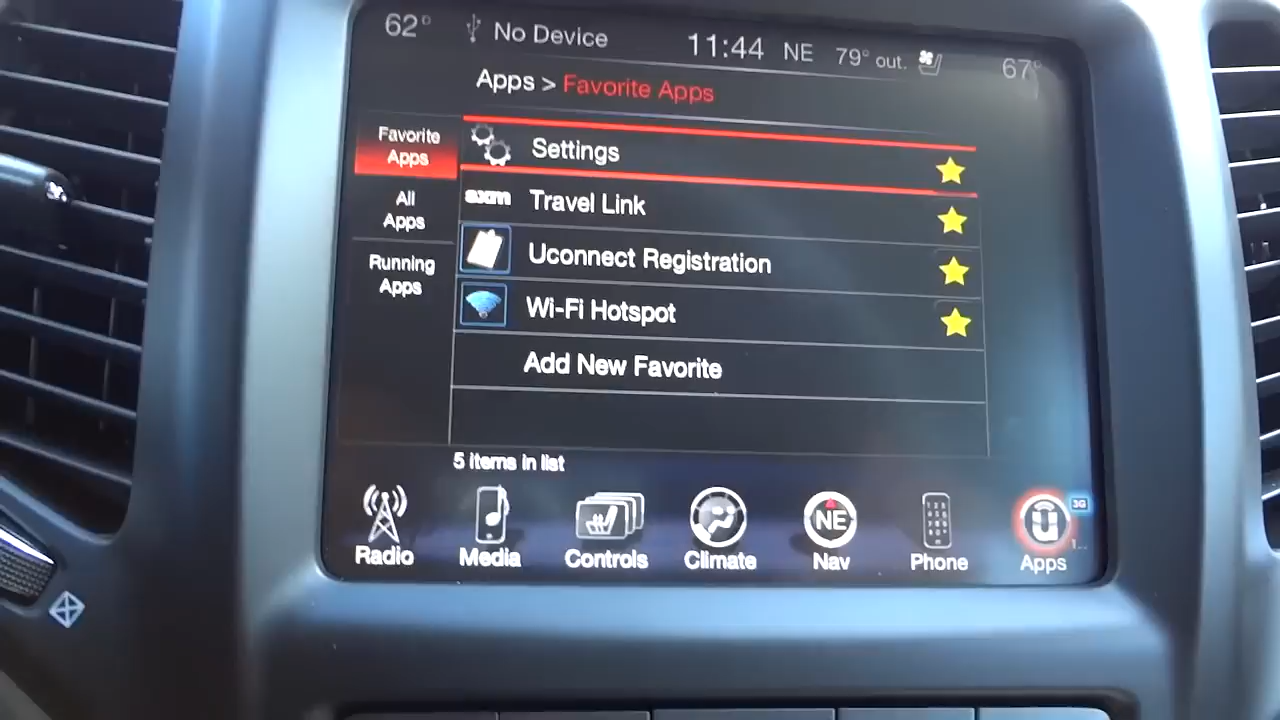 62° No Device 11:44 NE 79° out. 67°
Apps > Favorite Apps
Favorite
Apps
All
Apps
Running
Apps
Settings
sxm Travel Link
Uconnect Registration
Wi-Fi Hotspot
Add New Favorite
5 items in list
NE
3G
Radio Media Controls Climate Nav Phone Apps